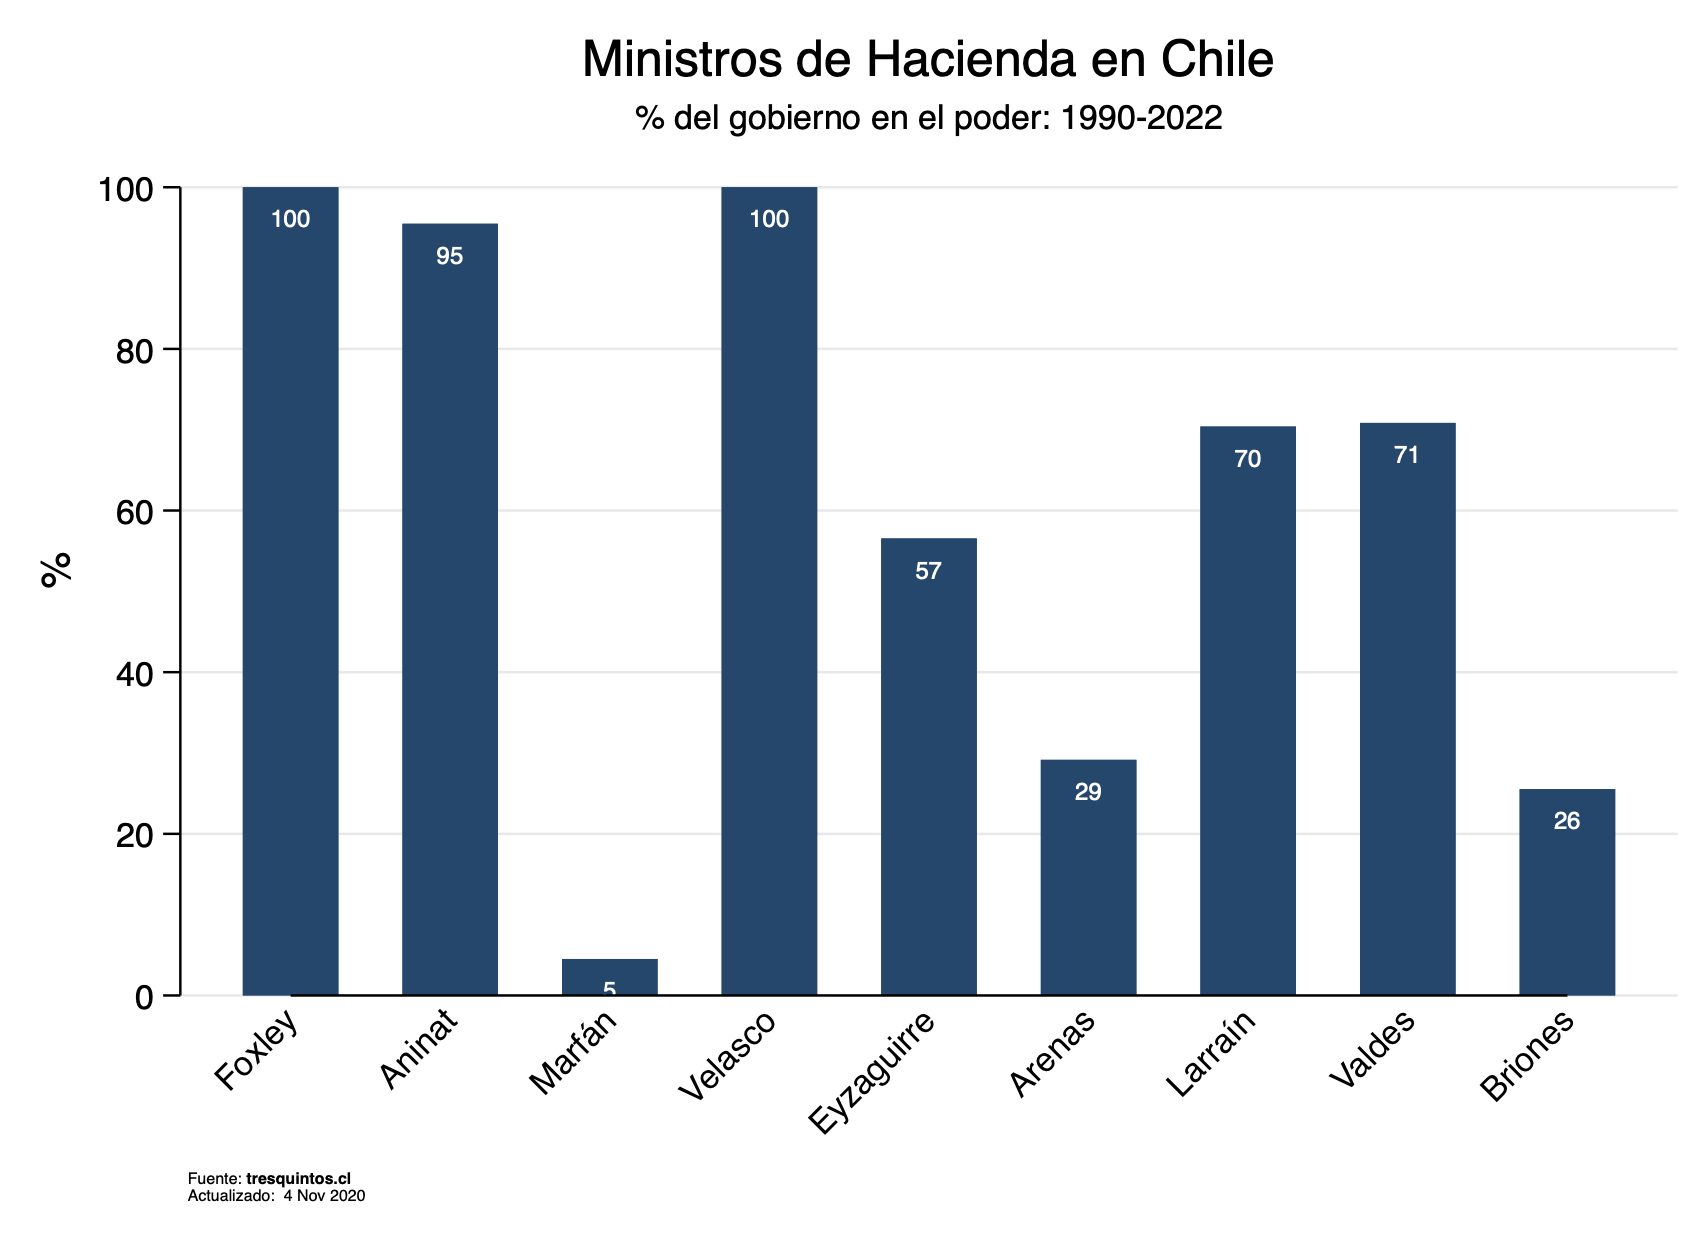 Ministros de Hacienda en Chile
% del gobierno en el poder: 1990-2022
%
100
80
60
40
20
0
100
95
5
100
57
29
70
71
26
Foxley
Aninat
Marfán
Velasco
Eyzaguirre
Arenas
Larraín
Valdes
Briones
Fuente: tresquintos.cl
Actualizado: 4 Nov 2020